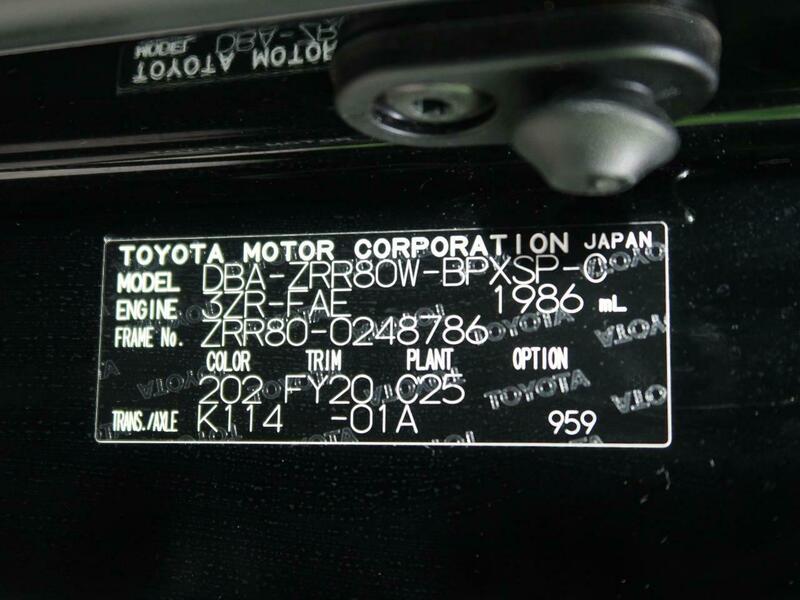 MODEL DBA-ZR
TOYOTA MOTOR
TOYOTA MOTOR CORPORATION JAPAN
MODEL DBA-ZRR80W-BPXSP-C
ENGINE 3ZR-FAE 1986 mL
FRAME No. ZRR80-0248786
COLOR TRIM PLANT OPTION
202 FY20 C25
TRANS./AXLE K114 -01A 959